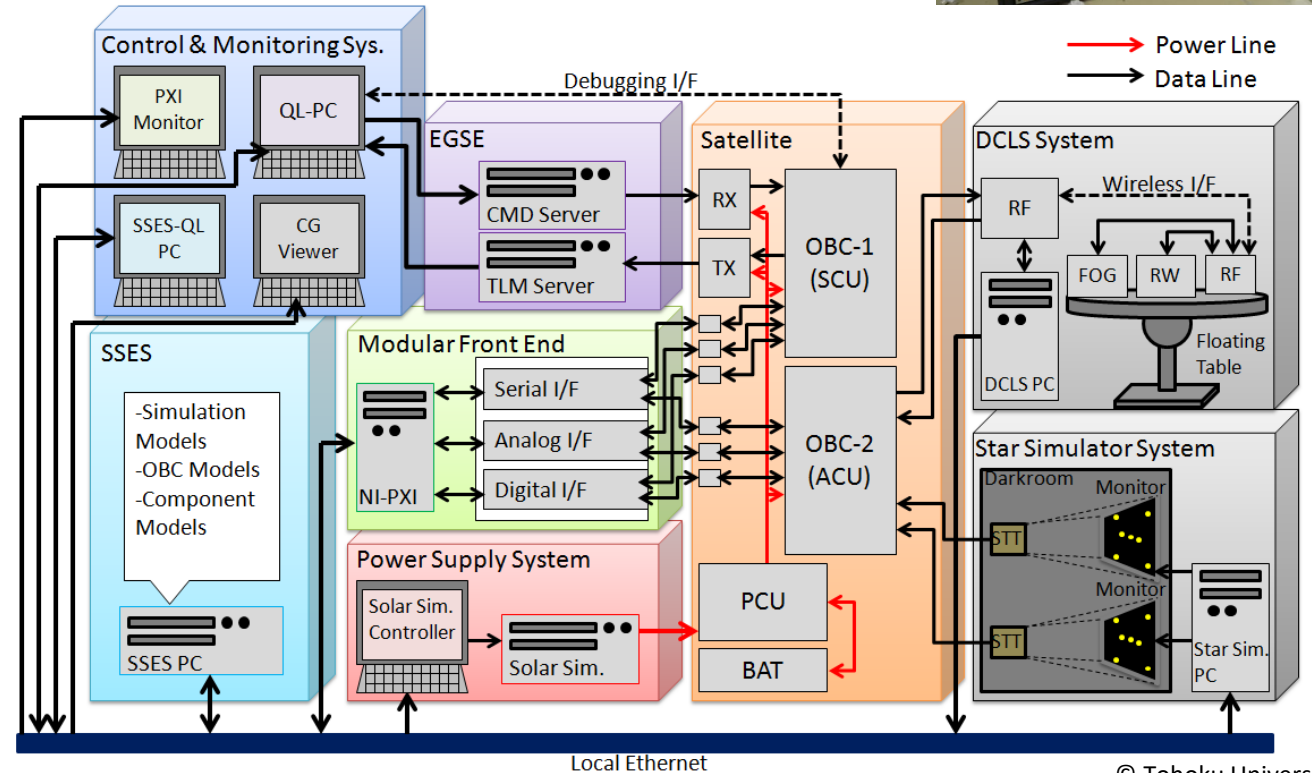 Power Line
Data Line
Control & Monitoring Sys.
PXI
Monitor
QL-PC
SSES-QL
PC
CG
Viewer
Debugging I/F
EGSE
CMD Server
TLM Server
Satellite
RX
TX
OBC-1
(SCU)
OBC-2
(ACU)
PCU
BAT
DCLS System
Wireless I/F
RF
FOG
RW
RF
Floating
Table
DCLS PC
SSES
-Simulation
Models
-OBC Models
-Component
Models
SSES PC
Modular Front End
NI-PXI
Serial I/F
Analog I/F
Digital I/F
Power Supply System
Solar Sim.
Controller
Solar Sim.
Star Simulator System
Darkroom
Monitor
STT
Monitor
STT
Star Sim.
PC
Local Ethernet
© Tohoku Univers